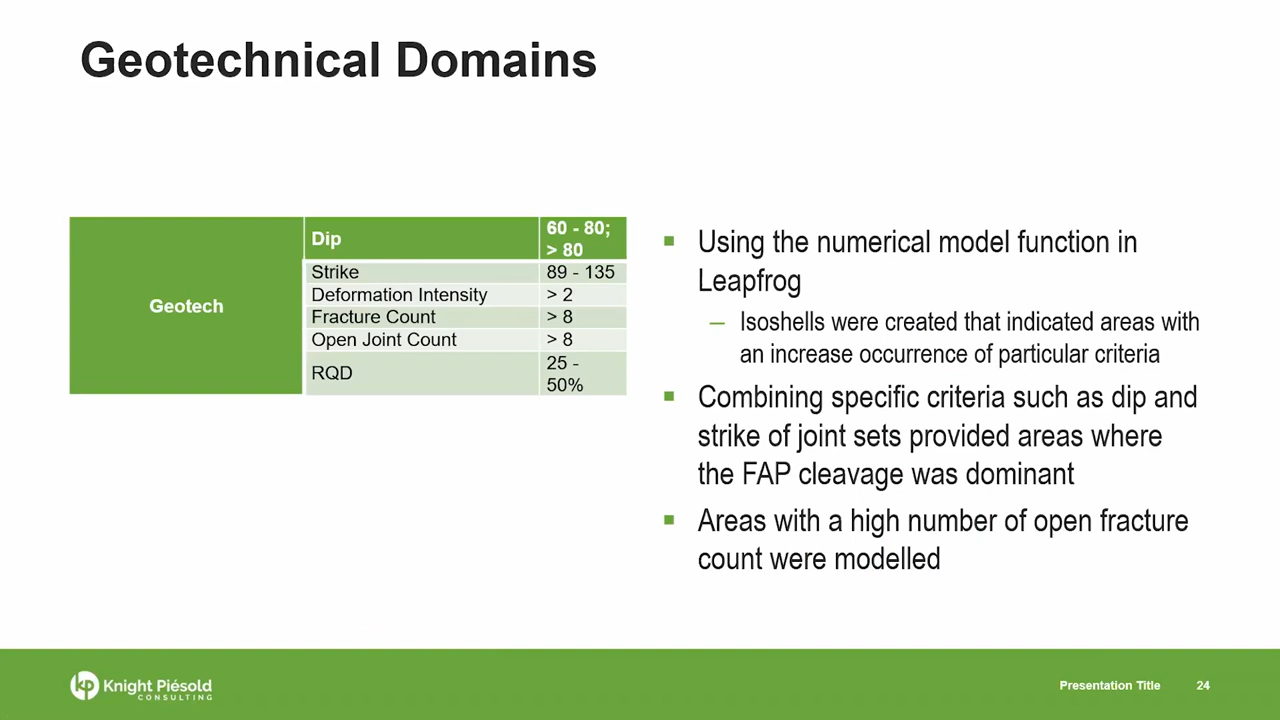 Geotechnical Domains
Geotech
Dip
60 - 80;
> 80
Strike
89 - 135
Deformation Intensity
> 2
Fracture Count
> 8
Open Joint Count
> 8
RQD
25 -
50%
Using the numerical model function in
Leapfrog
– Isoshells were created that indicated areas with
an increase occurrence of particular criteria
Combining specific criteria such as dip and
strike of joint sets provided areas where
the FAP cleavage was dominant
Areas with a high number of open fracture
count were modelled
kp Knight Piésold
CONSULTING
Presentation Title
24